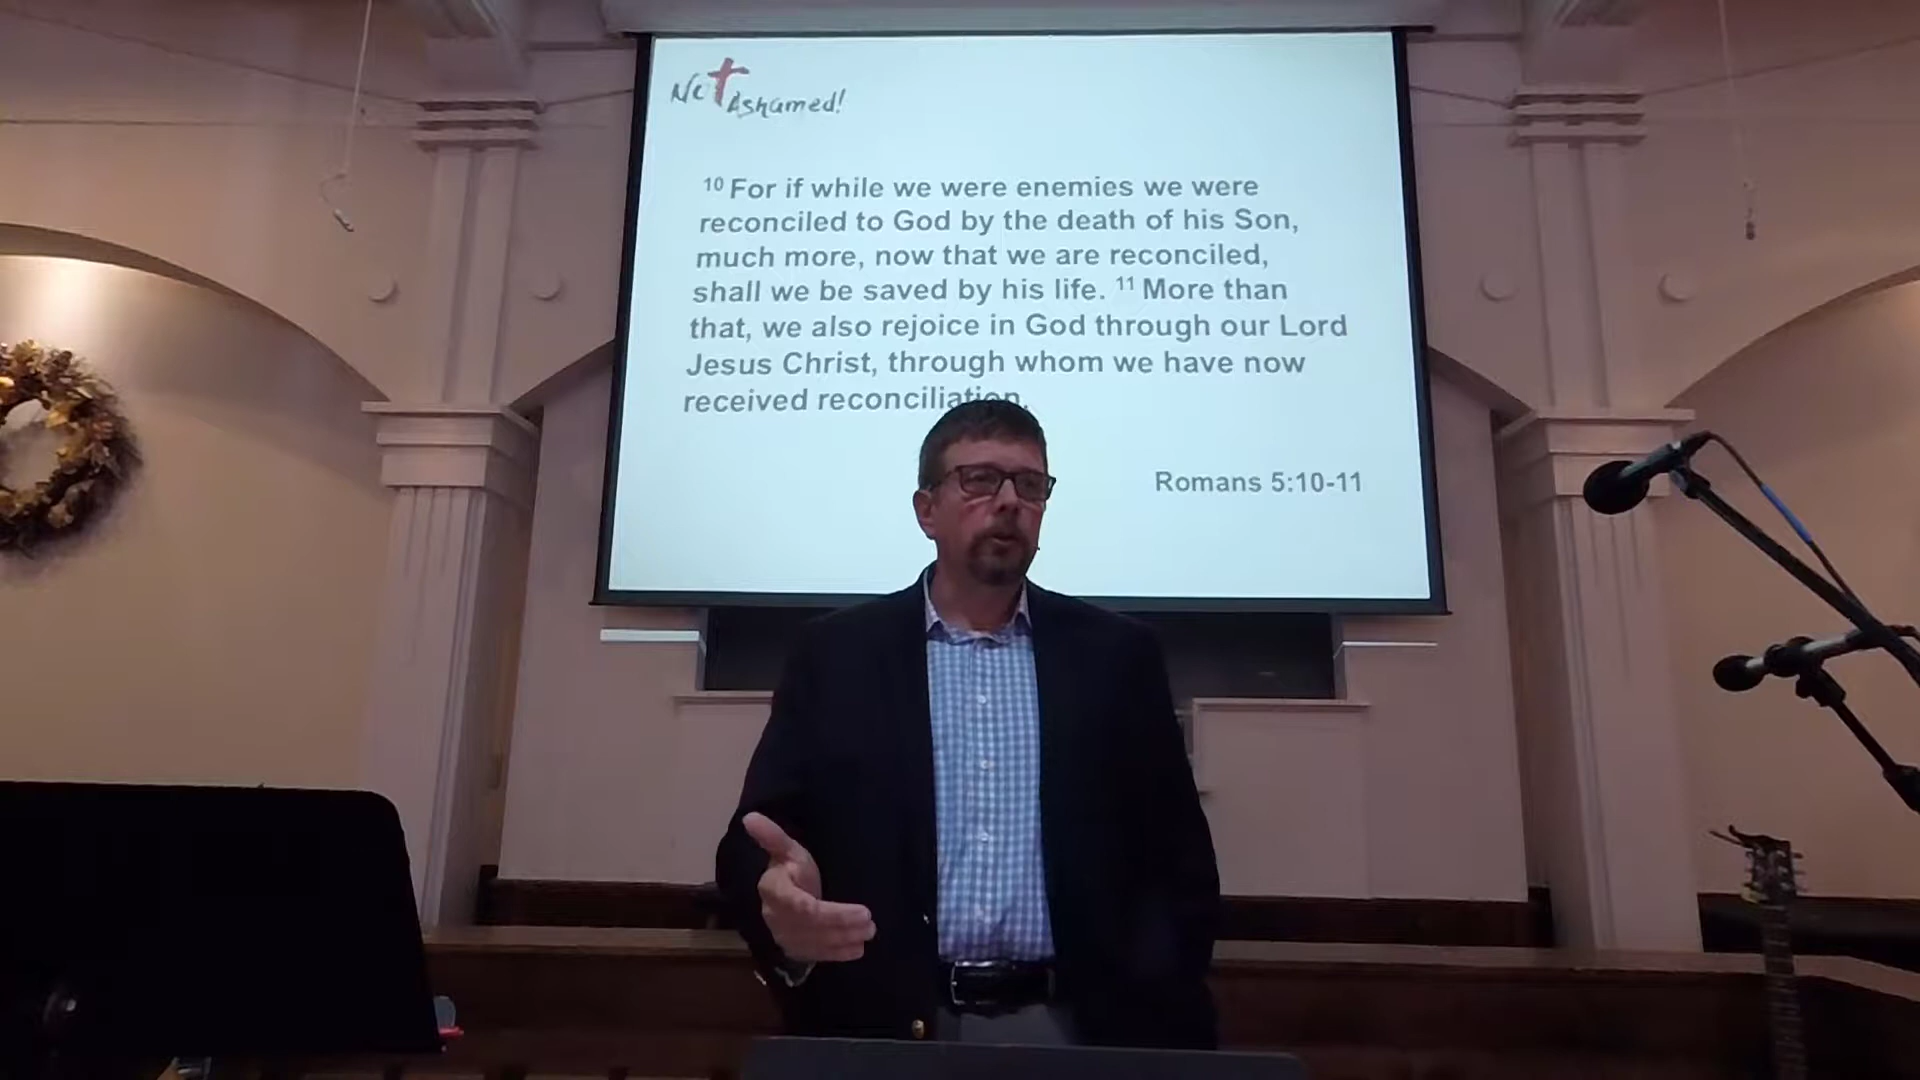 Not Ashamed!
10 For if while we were enemies we were
reconciled to God by the death of his Son,
much more, now that we are reconciled,
shall we be saved by his life. 11 More than
that, we also rejoice in God through our Lord
Jesus Christ, through whom we have now
received reconciliation.
Romans 5:10-11